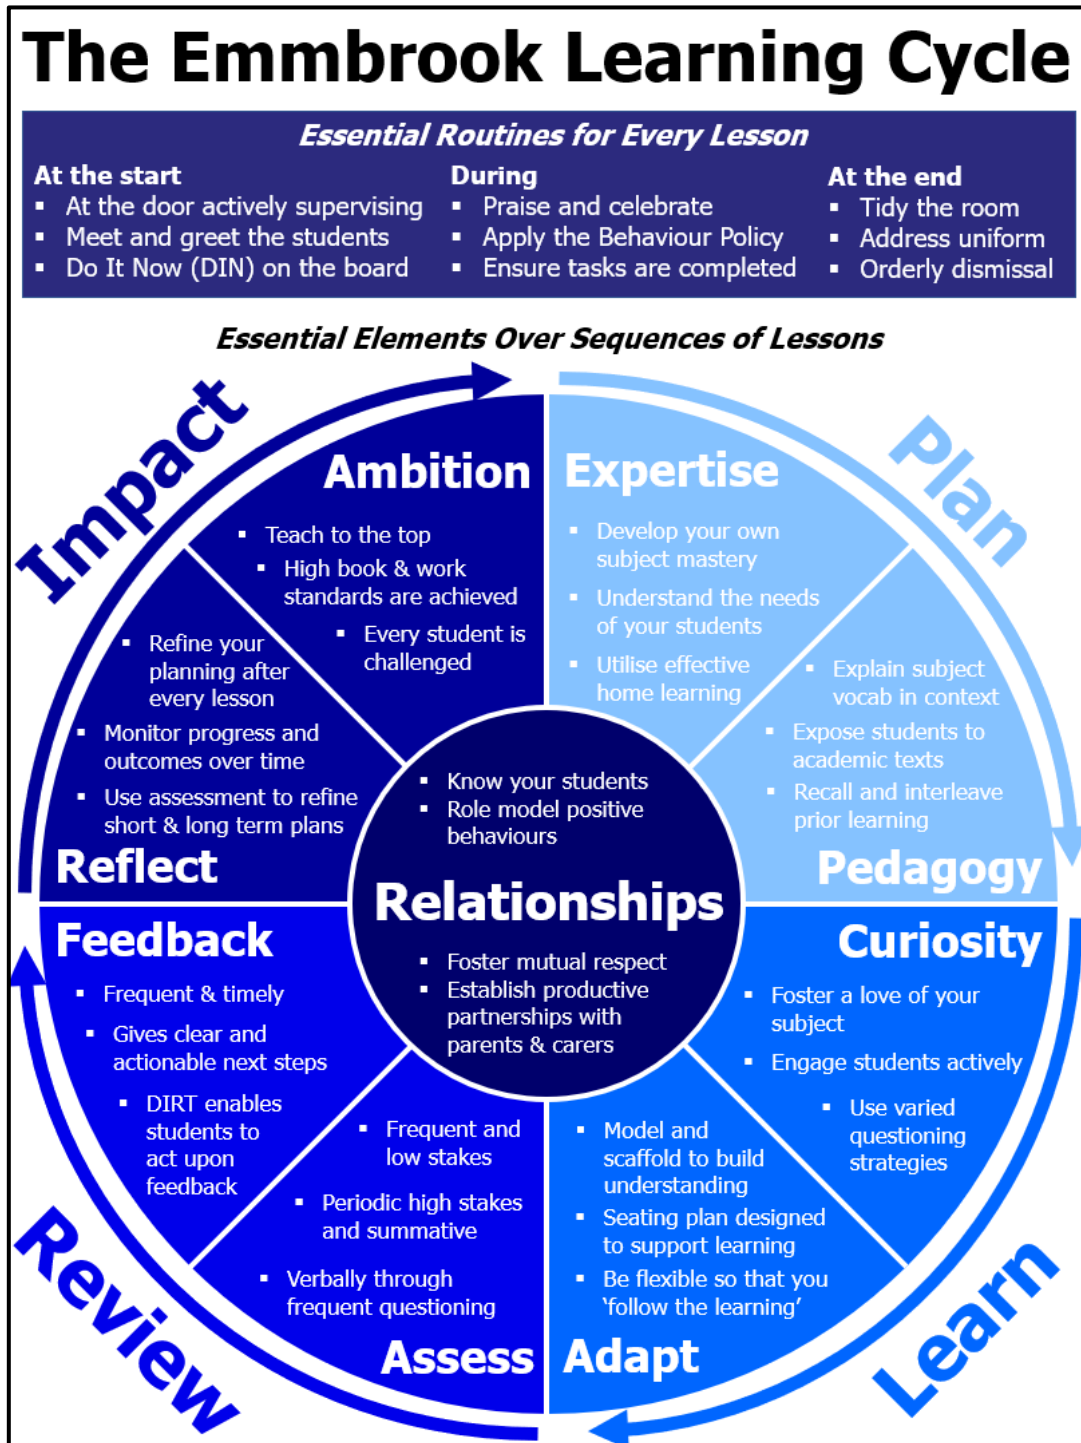 The Emmbrook Learning Cycle
Essential Routines for Every Lesson
At the start
▪ At the door actively supervising
▪ Meet and greet the students
▪ Do It Now (DIN) on the board
During
▪ Praise and celebrate
▪ Apply the Behaviour Policy
▪ Ensure tasks are completed
At the end
▪ Tidy the room
▪ Address uniform
▪ Orderly dismissal
Essential Elements Over Sequences of Lessons
Plan
Expertise
▪ Develop your own
subject mastery
▪ Understand the needs
of your students
▪ Utilise effective
home learning
▪ Explain subject
vocab in context
▪ Expose students to
academic texts
▪ Recall and interleave
prior learning
Pedagogy
Learn
Curiosity
▪ Foster a love of your
subject
▪ Engage students actively
▪ Use varied
questioning
strategies
▪ Model and
scaffold to build
understanding
▪ Seating plan designed
to support learning
▪ Be flexible so that you
‘follow the learning’
Adapt
Review
▪ Frequent and
low stakes
▪ Periodic high stakes
and summative
▪ Verbally through
frequent questioning
Assess
Feedback
▪ Frequent & timely
▪ Gives clear and
actionable next steps
▪ DIRT enables
students to
act upon
feedback
Impact
▪ Refine your
planning after
every lesson
▪ Monitor progress and
outcomes over time
▪ Use assessment to refine
short & long term plans
Reflect
Ambition
▪ Teach to the top
▪ High book & work
standards are achieved
▪ Every student is
challenged
▪ Know your students
▪ Role model positive
behaviours
Relationships
▪ Foster mutual respect
▪ Establish productive
partnerships with
parents & carers